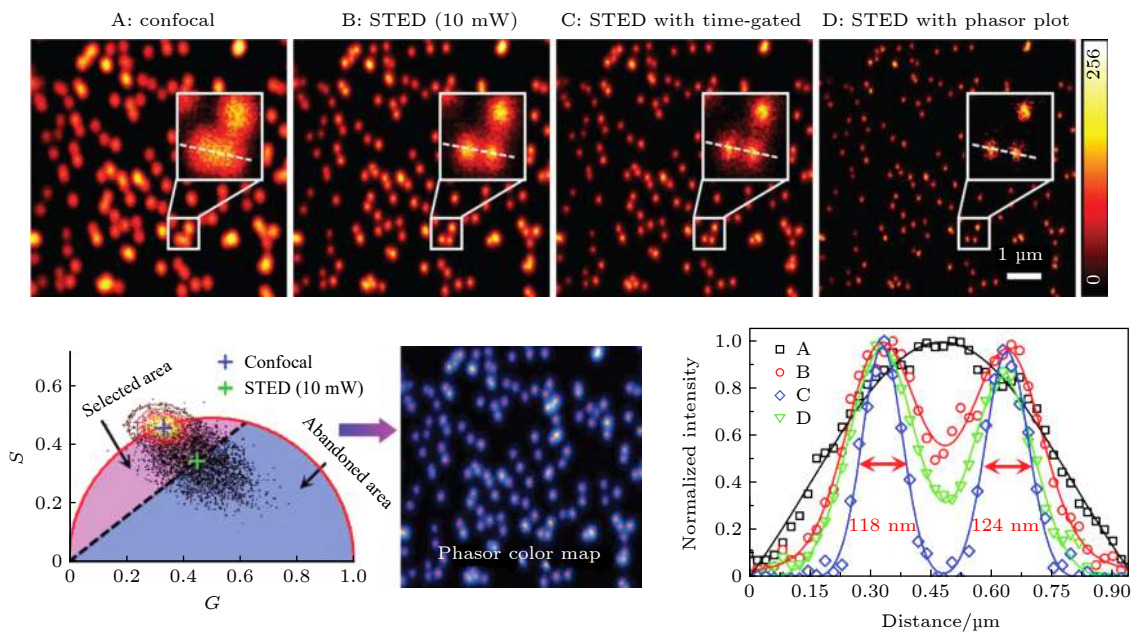 A: confocal
B: STED (10 mW)
C: STED with time-gated
D: STED with phasor plot
256
0
1 µm
S
0.6
0.4
0.2
0
0
0.2
0.4
0.6
0.8
1.0
G
Confocal
STED (10 mW)
Selected area
Abandoned area
Phasor color map
Normalized intensity
1.0
0.8
0.6
0.4
0.2
0
A
B
C
D
118 nm
124 nm
0
0.15
0.30
0.45
0.60
0.75
0.90
Distance/µm